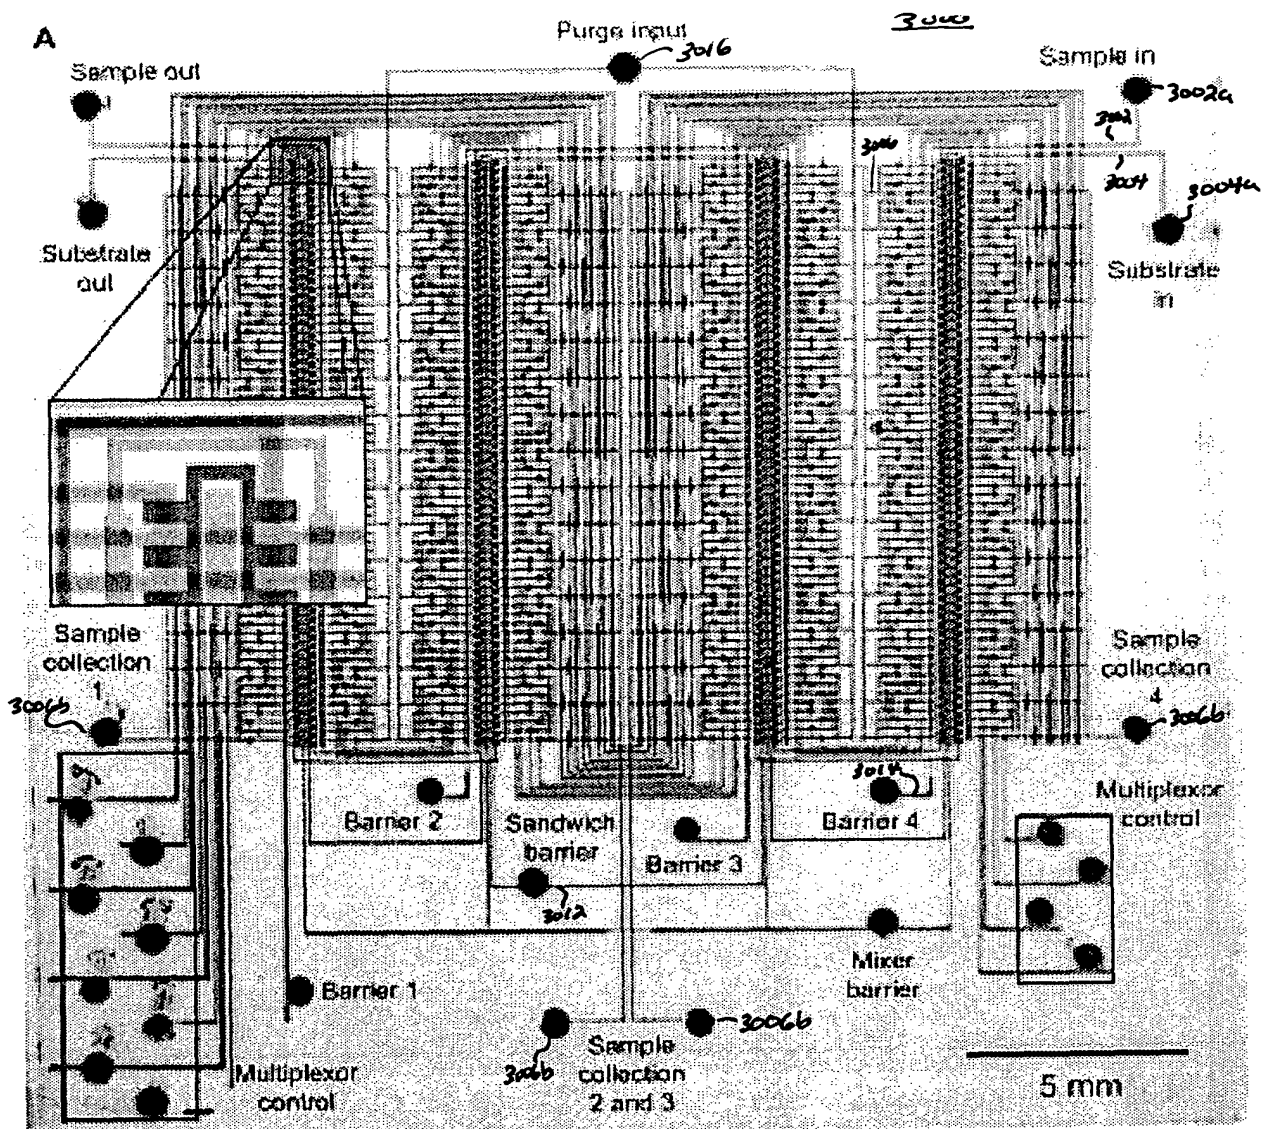 A
Purge input
3016
3000
Sample out
Sample in
3002a
3002
3006
3004
3004a
Substrate
out
Substrate
in
Sample
collection
1
3006b
Sample
collection
4
3006b
Barrier 2
Sandwich
barrier
3012
Barrier 3
3014
Barrier 4
Multiplexor
control
Mixer
barrier
Barrier 1
3006b
3006b
Sample
collection
2 and 3
Multiplexor
control
5 mm